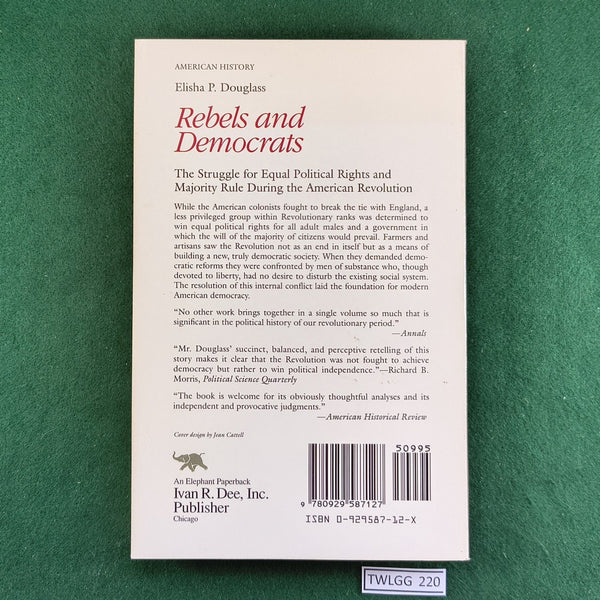 AMERICAN HISTORY
Elisha P. Douglass
Rebels and
Democrats
The Struggle for Equal Political Rights and
Majority Rule During the American Revolution
While the American colonists fought to break the tie with England, a
less privileged group within Revolutionary ranks was determined to
win equal political rights for all adult males and a government in
which the will of the majority of citizens would prevail. Farmers and
artisans saw the Revolution not as an end in itself but as a means of
building a new, truly democratic society. When they demanded demo-
cratic reforms they were confronted by men of substance who, though
devoted to liberty, had no desire to disturb the existing social system.
The resolution of this internal conflict laid the foundation for modern
American democracy.
“No other work brings together in a single volume so much that is
significant in the political history of our revolutionary period.”
—Annals
“Mr. Douglass’ succinct, balanced, and perceptive retelling of this
story makes it clear that the Revolution was not fought to achieve
democracy but rather to win political independence.”—Richard B.
Morris, Political Science Quarterly
“The book is welcome for its obviously thoughtful analyses and its
independent and provocative judgments.”
—American Historical Review
Cover design by Jean Cattell
An Elephant Paperback
Ivan R. Dee, Inc.
Publisher
Chicago
50995
9 780929 587127
ISBN 0-929587-12-X
TWLGG 220